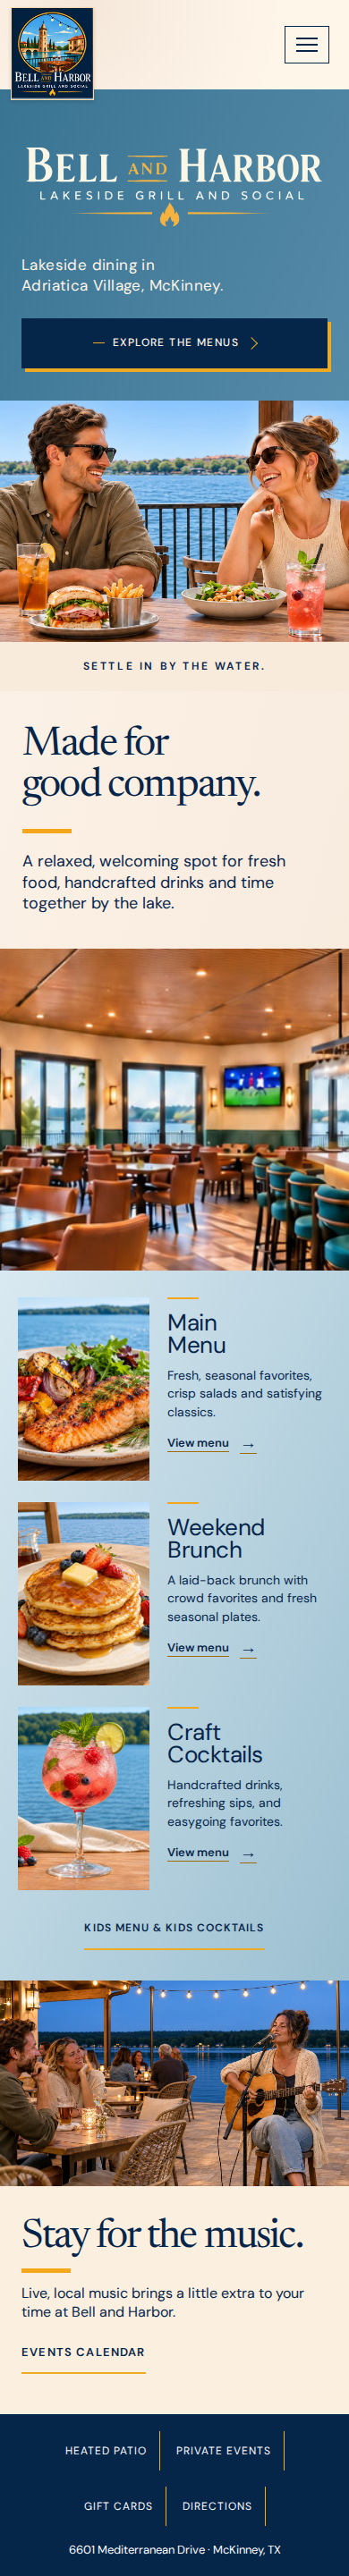 BELL AND HARBOR
LAKESIDE GRILL AND SOCIAL
BELL AND HARBOR
LAKESIDE GRILL AND SOCIAL
Lakeside dining in
Adriatica Village, McKinney.
EXPLORE THE MENUS
SETTLE IN BY THE WATER.
Made for
good company.
A relaxed, welcoming spot for fresh
food, handcrafted drinks and time
together by the lake.
Main
Menu
Fresh, seasonal favorites,
crisp salads and satisfying
classics.
View menu →
Weekend
Brunch
A laid-back brunch with
crowd favorites and fresh
seasonal plates.
View menu →
Craft
Cocktails
Handcrafted drinks,
refreshing sips, and
easygoing favorites.
View menu →
KIDS MENU & KIDS COCKTAILS
Stay for the music.
Live, local music brings a little extra to your
time at Bell and Harbor.
EVENTS CALENDAR
HEATED PATIO
PRIVATE EVENTS
GIFT CARDS
DIRECTIONS
6601 Mediterranean Drive · McKinney, TX